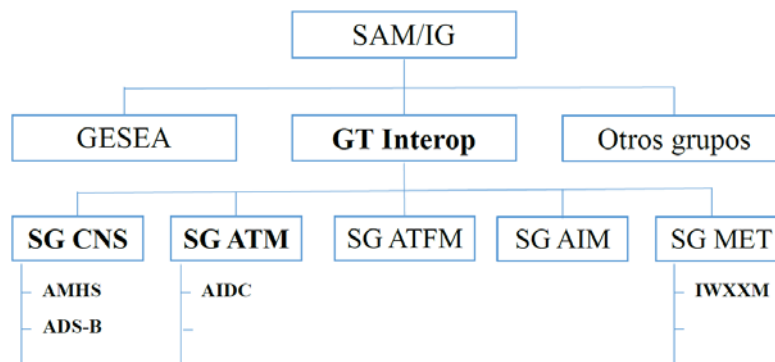 SAM/IG
GESEA
GT Interop
Otros grupos
SG CNS
SG ATM
SG ATFM
SG AIM
SG MET
AMHS
AIDC
IWXXM
ADS-B